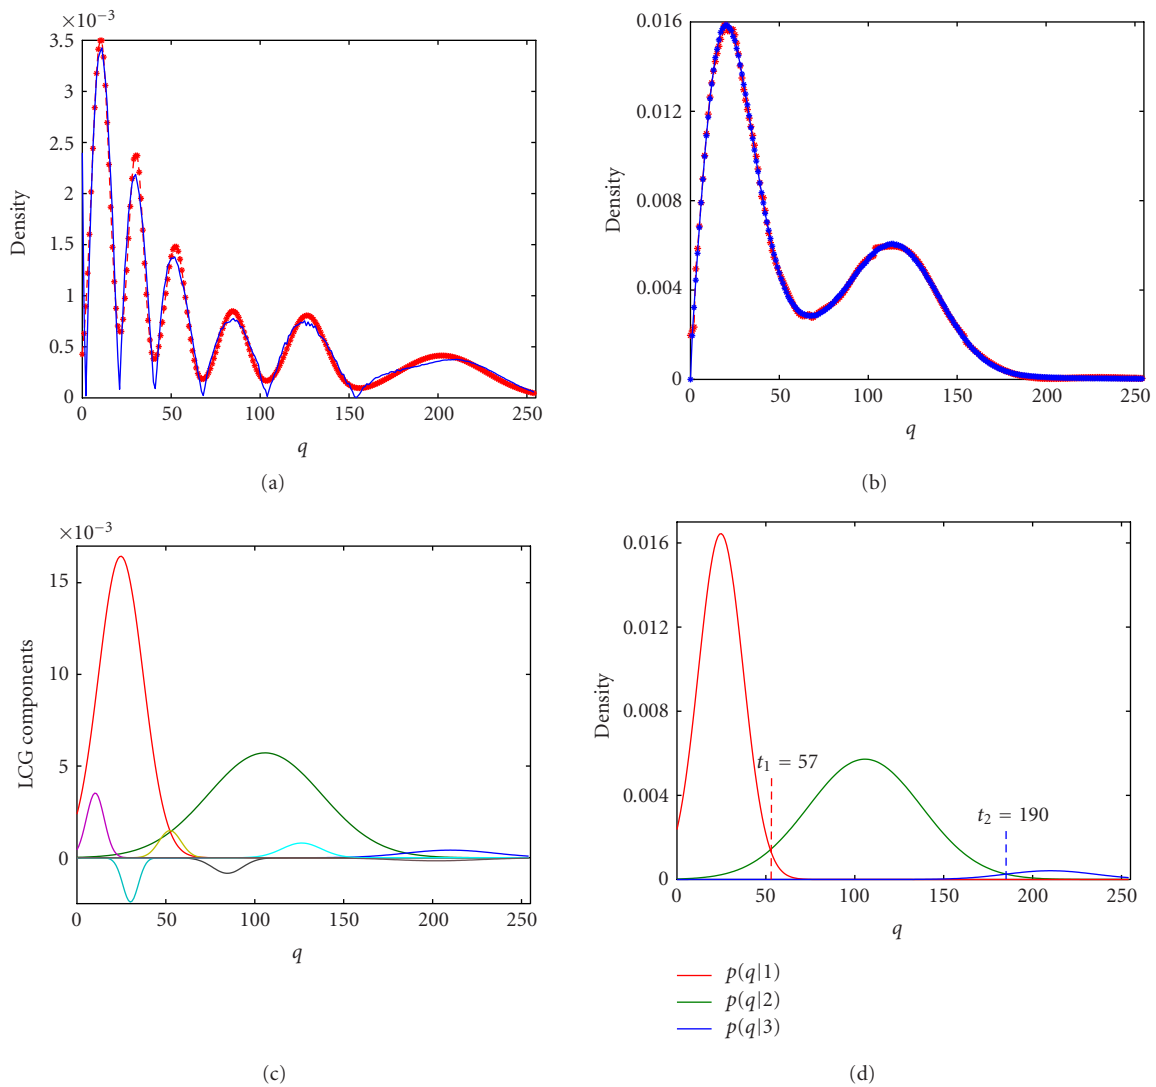 ×10⁻³
3.5
3
2.5
2
1.5
1
0.5
0
Density
0 50 100 150 200 250
q
(a)
0.016
0.012
0.008
0.004
0
Density
0 50 100 150 200 250
q
(b)
×10⁻³
15
10
5
0
LCG components
0 50 100 150 200 250
q
(c)
0.016
0.012
0.008
0.004
0
Density
t₁ = 57
t₂ = 190
0 50 100 150 200 250
q
p(q|1)
p(q|2)
p(q|3)
(d)